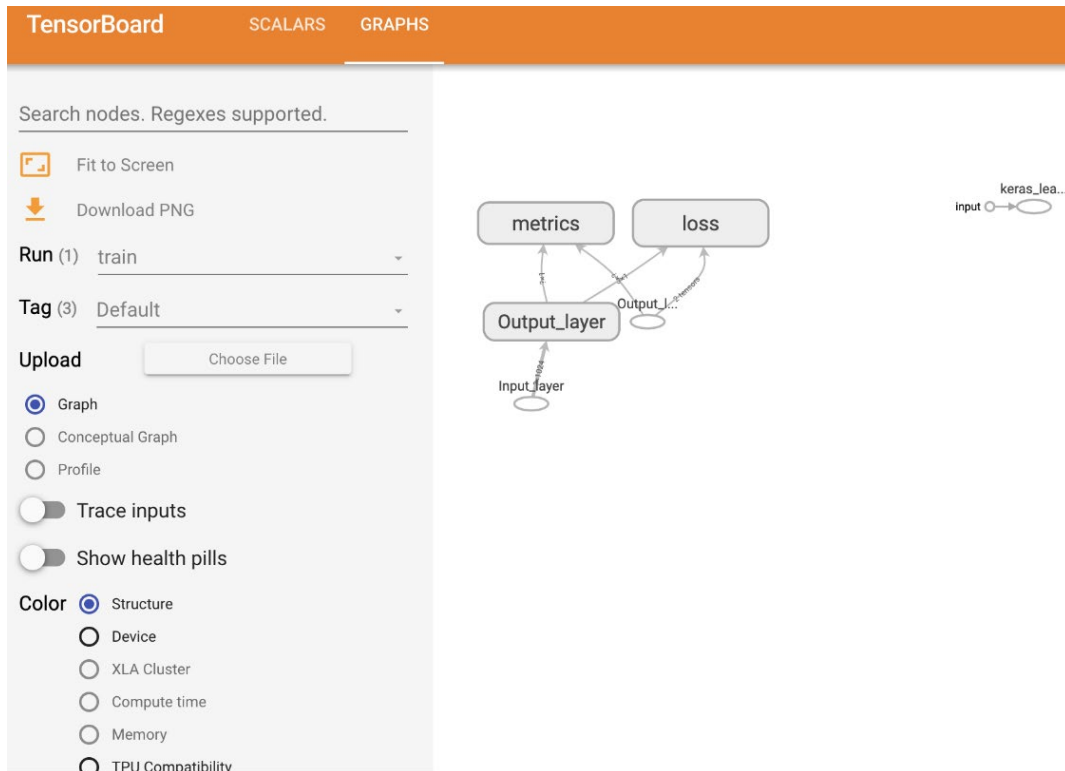 TensorBoard SCALARS GRAPHS
Search nodes. Regexes supported.
Fit to Screen
Download PNG
Run (1) train
Tag (3) Default
Upload Choose File
Graph
Conceptual Graph
Profile
Trace inputs
Show health pills
Color Structure
Device
XLA Cluster
Compute time
Memory
TPU Compatibility
metrics
loss
Output_layer
Output_l...
2 tensors
Input_layer
keras_lea...
input